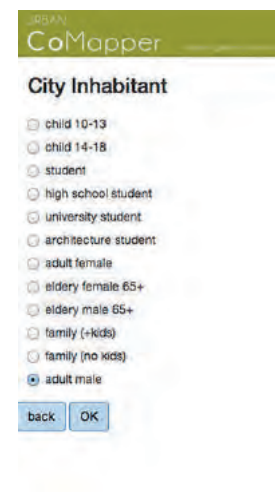 URBAN
CoMapper
City Inhabitant
child 10-13
child 14-18
student
high school student
university student
architecture student
adult female
eldery female 65+
eldery male 65+
family (+kids)
family (no kids)
adult male
back OK